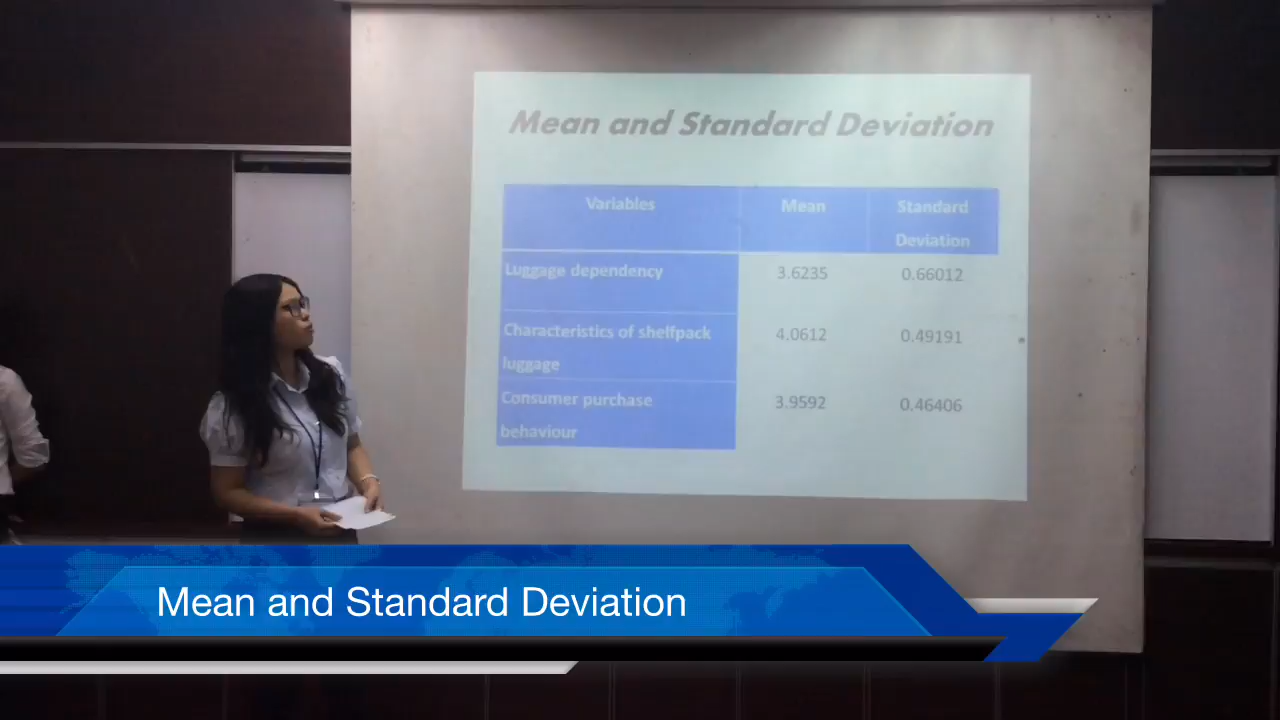 Mean and Standard Deviation
Variables Mean Standard
Deviation
Luggage dependency 3.6235 0.66012
Characteristics of shelfpack 4.0612 0.49191
luggage
Consumer purchase 3.9592 0.46406
behaviour
Mean and Standard Deviation